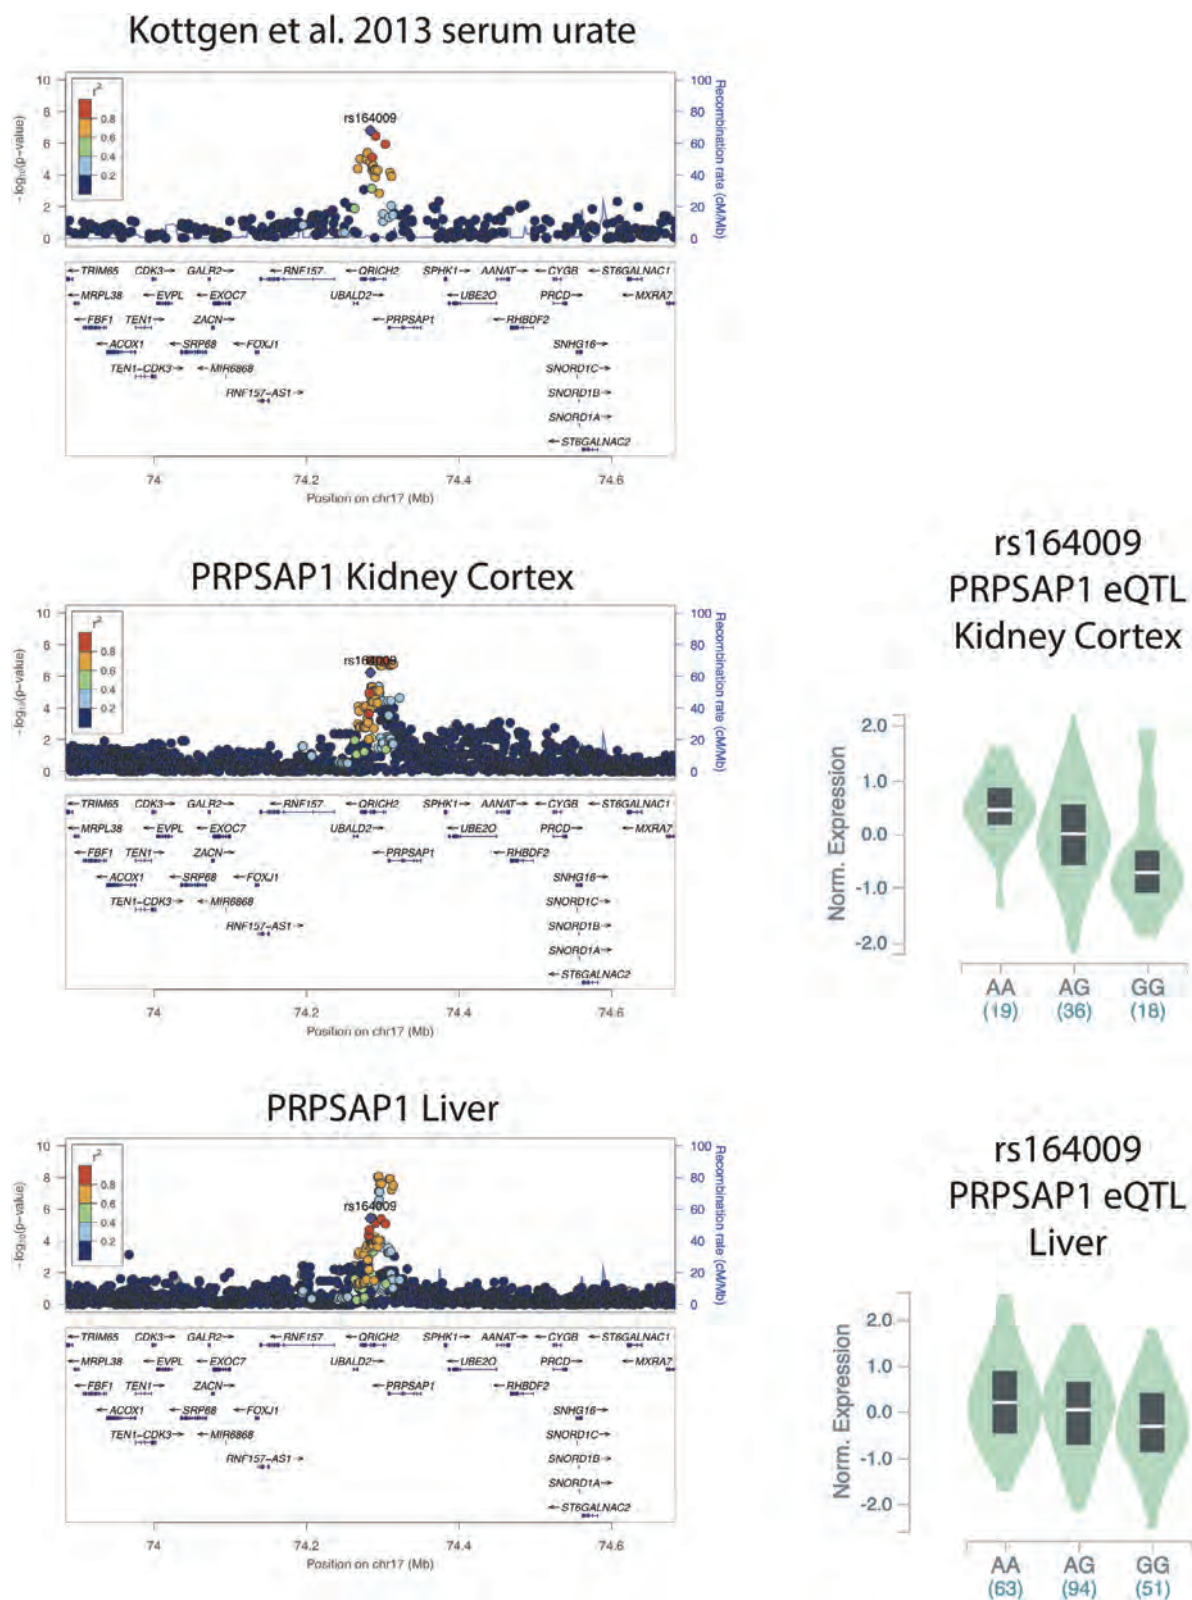 Kottgen et al. 2013 serum urate
10
8
6
4
2
0
-log10(p-value)
r2
0.8
0.6
0.4
0.2
rs164009
100
80
60
40
20
0
Recombination rate (cM/Mb)
←TRIM65 CDK3→ GALR2→ ←RNF157 ←QRICH2 SPHK1→ AANAT→ ←CYGB ←ST6GALNAC1
←MRPL38 ←EVPL ←EXOC7 UBALD2→ ←UBE2O PRCD→ ←MXRA7
←FBF1 TEN1→ ZACN→ ←PRPSAP1 ←RHBDF2
←ACOX1 ←SRP68 ←FOXJ1 SNHG16→
TEN1-CDK3→ ←MIR6868 SNORD1C→
RNF157-AS1→ SNORD1B→
SNORD1A→
←ST6GALNAC2
74 74.2 74.4 74.6
Position on chr17 (Mb)
PRPSAP1 Kidney Cortex
10
8
6
4
2
0
-log10(p-value)
r2
0.8
0.6
0.4
0.2
rs164009
100
80
60
40
20
0
Recombination rate (cM/Mb)
←TRIM65 CDK3→ GALR2→ ←RNF157 ←QRICH2 SPHK1→ AANAT→ ←CYGB ←ST6GALNAC1
←MRPL38 ←EVPL ←EXOC7 UBALD2→ ←UBE2O PRCD→ ←MXRA7
←FBF1 TEN1→ ZACN→ ←PRPSAP1 ←RHBDF2
←ACOX1 ←SRP68 ←FOXJ1 SNHG16→
TEN1-CDK3→ ←MIR6868 SNORD1C→
RNF157-AS1→ SNORD1B→
SNORD1A→
←ST6GALNAC2
74 74.2 74.4 74.6
Position on chr17 (Mb)
rs164009
PRPSAP1 eQTL
Kidney Cortex
Norm. Expression
2.0
1.0
0.0
-1.0
-2.0
AA AG GG
(19) (36) (18)
PRPSAP1 Liver
10
8
6
4
2
0
-log10(p-value)
r2
0.8
0.6
0.4
0.2
rs164009
100
80
60
40
20
0
Recombination rate (cM/Mb)
←TRIM65 CDK3→ GALR2→ ←RNF157 ←QRICH2 SPHK1→ AANAT→ ←CYGB ←ST6GALNAC1
←MRPL38 ←EVPL ←EXOC7 UBALD2→ ←UBE2O PRCD→ ←MXRA7
←FBF1 TEN1→ ZACN→ ←PRPSAP1 ←RHBDF2
←ACOX1 ←SRP68 ←FOXJ1 SNHG16→
TEN1-CDK3→ ←MIR6868 SNORD1C→
RNF157-AS1→ SNORD1B→
SNORD1A→
←ST6GALNAC2
74 74.2 74.4 74.6
Position on chr17 (Mb)
rs164009
PRPSAP1 eQTL
Liver
Norm. Expression
2.0
1.0
0.0
-1.0
-2.0
AA AG GG
(63) (94) (51)